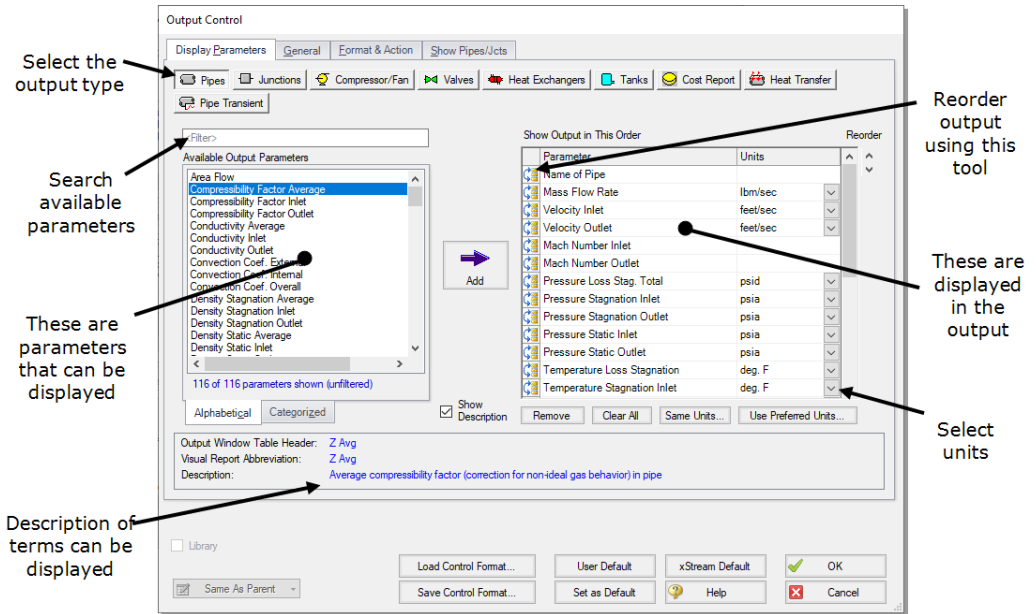 Output Control
Display Parameters General Format & Action Show Pipes/Jcts
Select the
output type
Pipes Junctions Compressor/Fan Valves Heat Exchangers Tanks Cost Report Heat Transfer
Pipe Transient
Reorder
output
using this
tool
<Filter>
Search
available
parameters
Available Output Parameters
Area Flow
Compressibility Factor Average
Compressibility Factor Inlet
Compressibility Factor Outlet
Conductivity Average
Conductivity Inlet
Conductivity Outlet
Convection Coef. External
Convection Coef. Internal
Convection Coef. Overall
Density Stagnation Average
Density Stagnation Inlet
Density Stagnation Outlet
Density Static Average
Density Static Inlet
These are
parameters
that can be
displayed
116 of 116 parameters shown (unfiltered)
Alphabetical Categorized
Add
Show Output in This Order Reorder
Parameter Units
Name of Pipe
Mass Flow Rate lbm/sec
Velocity Inlet feet/sec
Velocity Outlet feet/sec
Mach Number Inlet
Mach Number Outlet
Pressure Loss Stag. Total psid
Pressure Stagnation Inlet psia
Pressure Stagnation Outlet psia
Pressure Static Inlet psia
Pressure Static Outlet psia
Temperature Loss Stagnation deg. F
Temperature Stagnation Inlet deg. F
These are
displayed
in the
output
Show
Description
Remove Clear All Same Units... Use Preferred Units...
Select
units
Output Window Table Header: Z Avg
Visual Report Abbreviation: Z Avg
Description: Average compressibility factor (correction for non-ideal gas behavior) in pipe
Description of
terms can be
displayed
Library
Same As Parent
Load Control Format... User Default xStream Default OK
Save Control Format... Set as Default Help Cancel